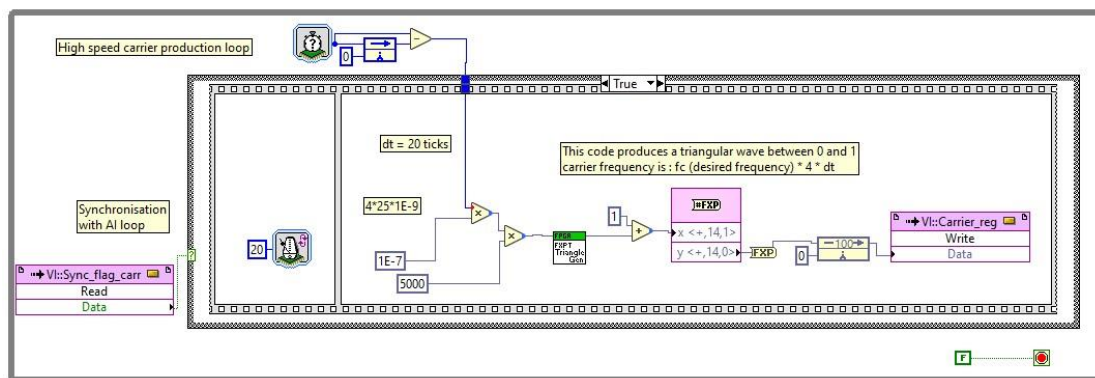 High speed carrier production loop
0
True
dt = 20 ticks
This code produces a triangular wave between 0 and 1
carrier frequency is : fc (desired frequency) * 4 * dt
4*25*1E-9
Synchronisation
with AI loop
20
1E-7
5000
FPGA
FXPT
Triangle
Gen
1
#FXP
x <+,14,1>
y <+,14,0>
FXP
0
100
VI::Carrier_reg
Write
Data
VI::Sync_flag_carr
Read
Data
?
F